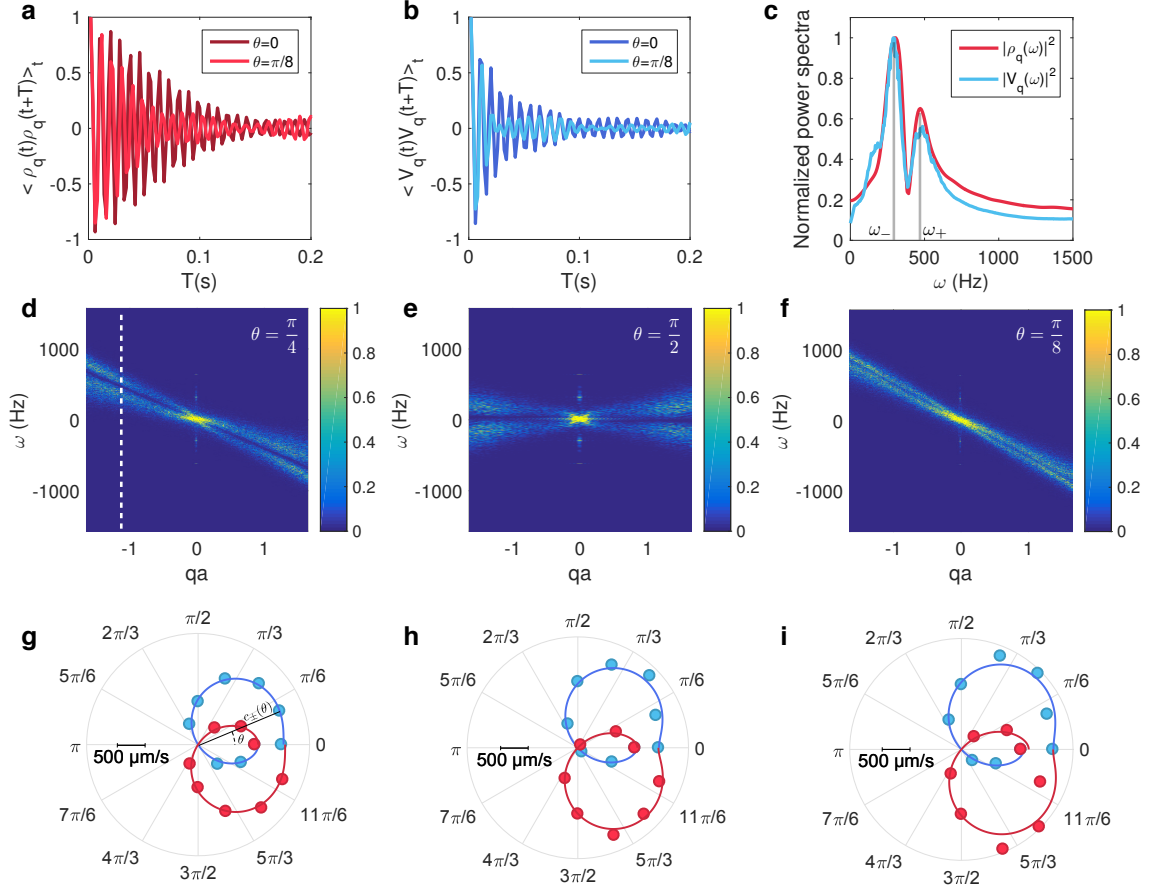 a
b
c
< ρ_q(t)ρ_q(t+T) >_t
1
0.5
0
-0.5
-1
θ=0
θ=π/8
0
0.1
0.2
T(s)
< V_q(t)V_q(t+T) >_t
1
0.5
0
-0.5
-1
θ=0
θ=π/8
0
0.1
0.2
T(s)
Normalized power spectra
1
0.8
0.6
0.4
0.2
0
|ρ_q(ω)|²
|V_q(ω)|²
ω₋
ω₊
0
500
1000
1500
ω (Hz)
d
e
f
ω (Hz)
1000
0
-1000
θ = π/4
-1
0
1
qa
1
0.8
0.6
0.4
0.2
0
ω (Hz)
1000
0
-1000
θ = π/2
-1
0
1
qa
1
0.8
0.6
0.4
0.2
0
ω (Hz)
1000
0
-1000
θ = π/8
-1
0
1
qa
1
0.8
0.6
0.4
0.2
0
g
h
i
π/2
2π/3
π/3
5π/6
π/6
c±(θ)
θ
π
0
500 μm/s
7π/6
11π/6
4π/3
5π/3
3π/2
π/2
2π/3
π/3
5π/6
π/6
π
0
500 μm/s
7π/6
11π/6
4π/3
5π/3
3π/2
π/2
2π/3
π/3
5π/6
π/6
π
0
500 μm/s
7π/6
11π/6
4π/3
5π/3
3π/2